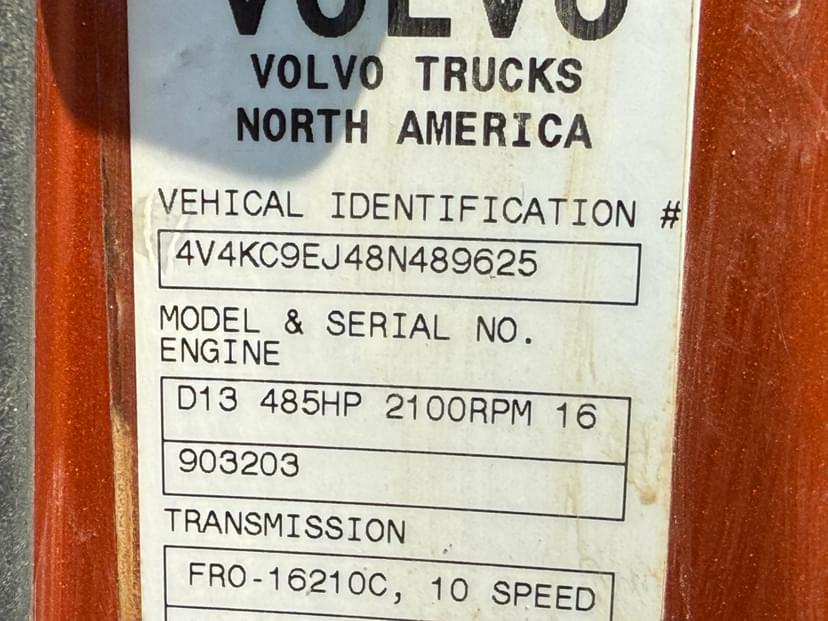 VOLVO
VOLVO TRUCKS
NORTH AMERICA
VEHICAL IDENTIFICATION #
4V4KC9EJ48N489625
MODEL & SERIAL NO.
ENGINE
D13 485HP 2100RPM 16
903203
TRANSMISSION
FRO-16210C, 10 SPEED